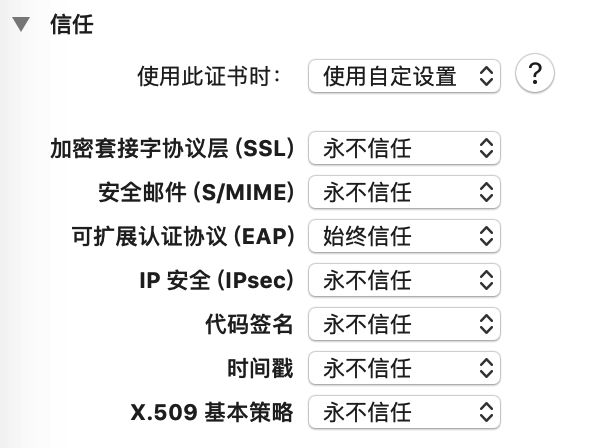 信任
使用此证书时： 使用自定设置 ?
加密套接字协议层 (SSL) 永不信任
安全邮件 (S/MIME) 永不信任
可扩展认证协议 (EAP) 始终信任
IP 安全 (IPsec) 永不信任
代码签名 永不信任
时间戳 永不信任
X.509 基本策略 永不信任